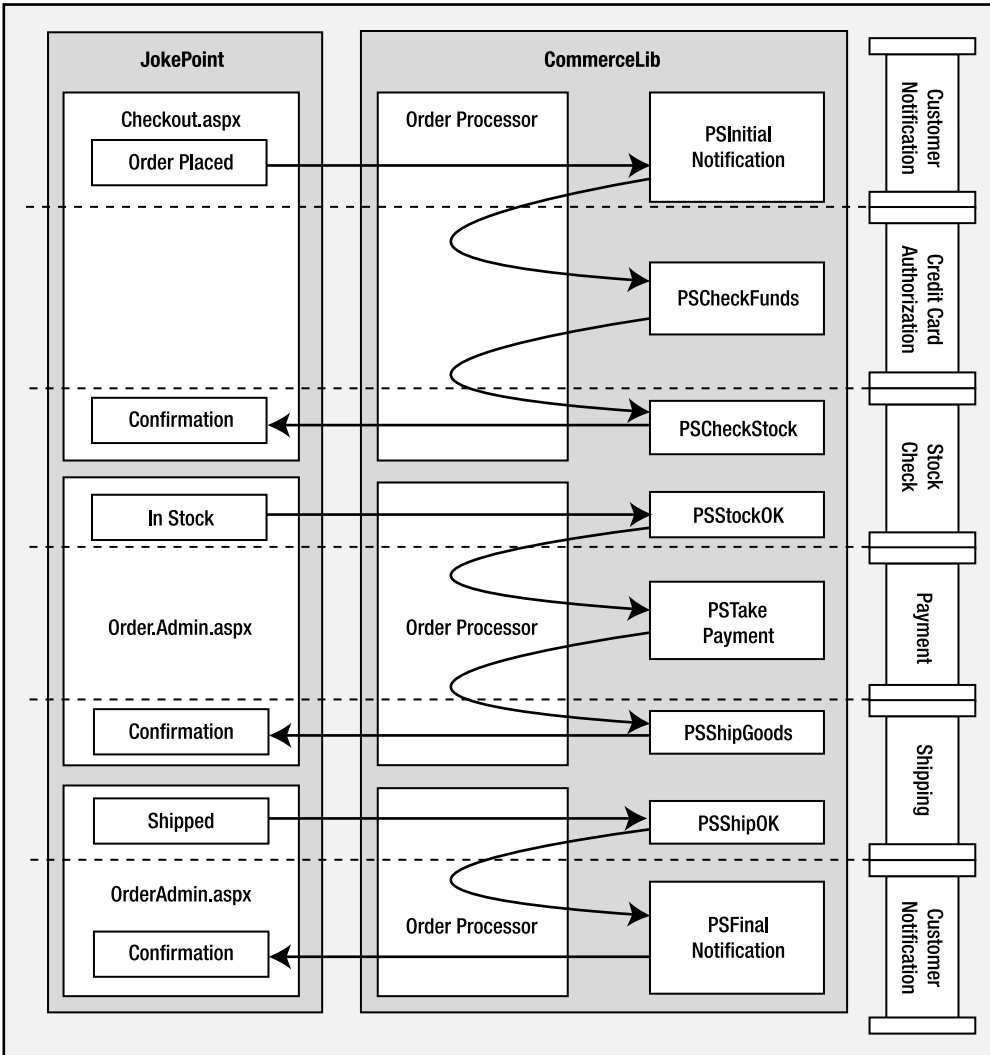 JokePoint
CommerceLib
Checkout.aspx
Order Placed
Order Processor
PSInitial
Notification
Customer
Notification
PSCheckFunds
Credit Card
Authorization
Confirmation
PSCheckStock
Stock
Check
In Stock
PSStockOK
Order.Admin.aspx
Order Processor
PSTake
Payment
Payment
Confirmation
PSShipGoods
Shipping
Shipped
PSShipOK
OrderAdmin.aspx
Order Processor
Confirmation
PSFinal
Notification
Customer
Notification